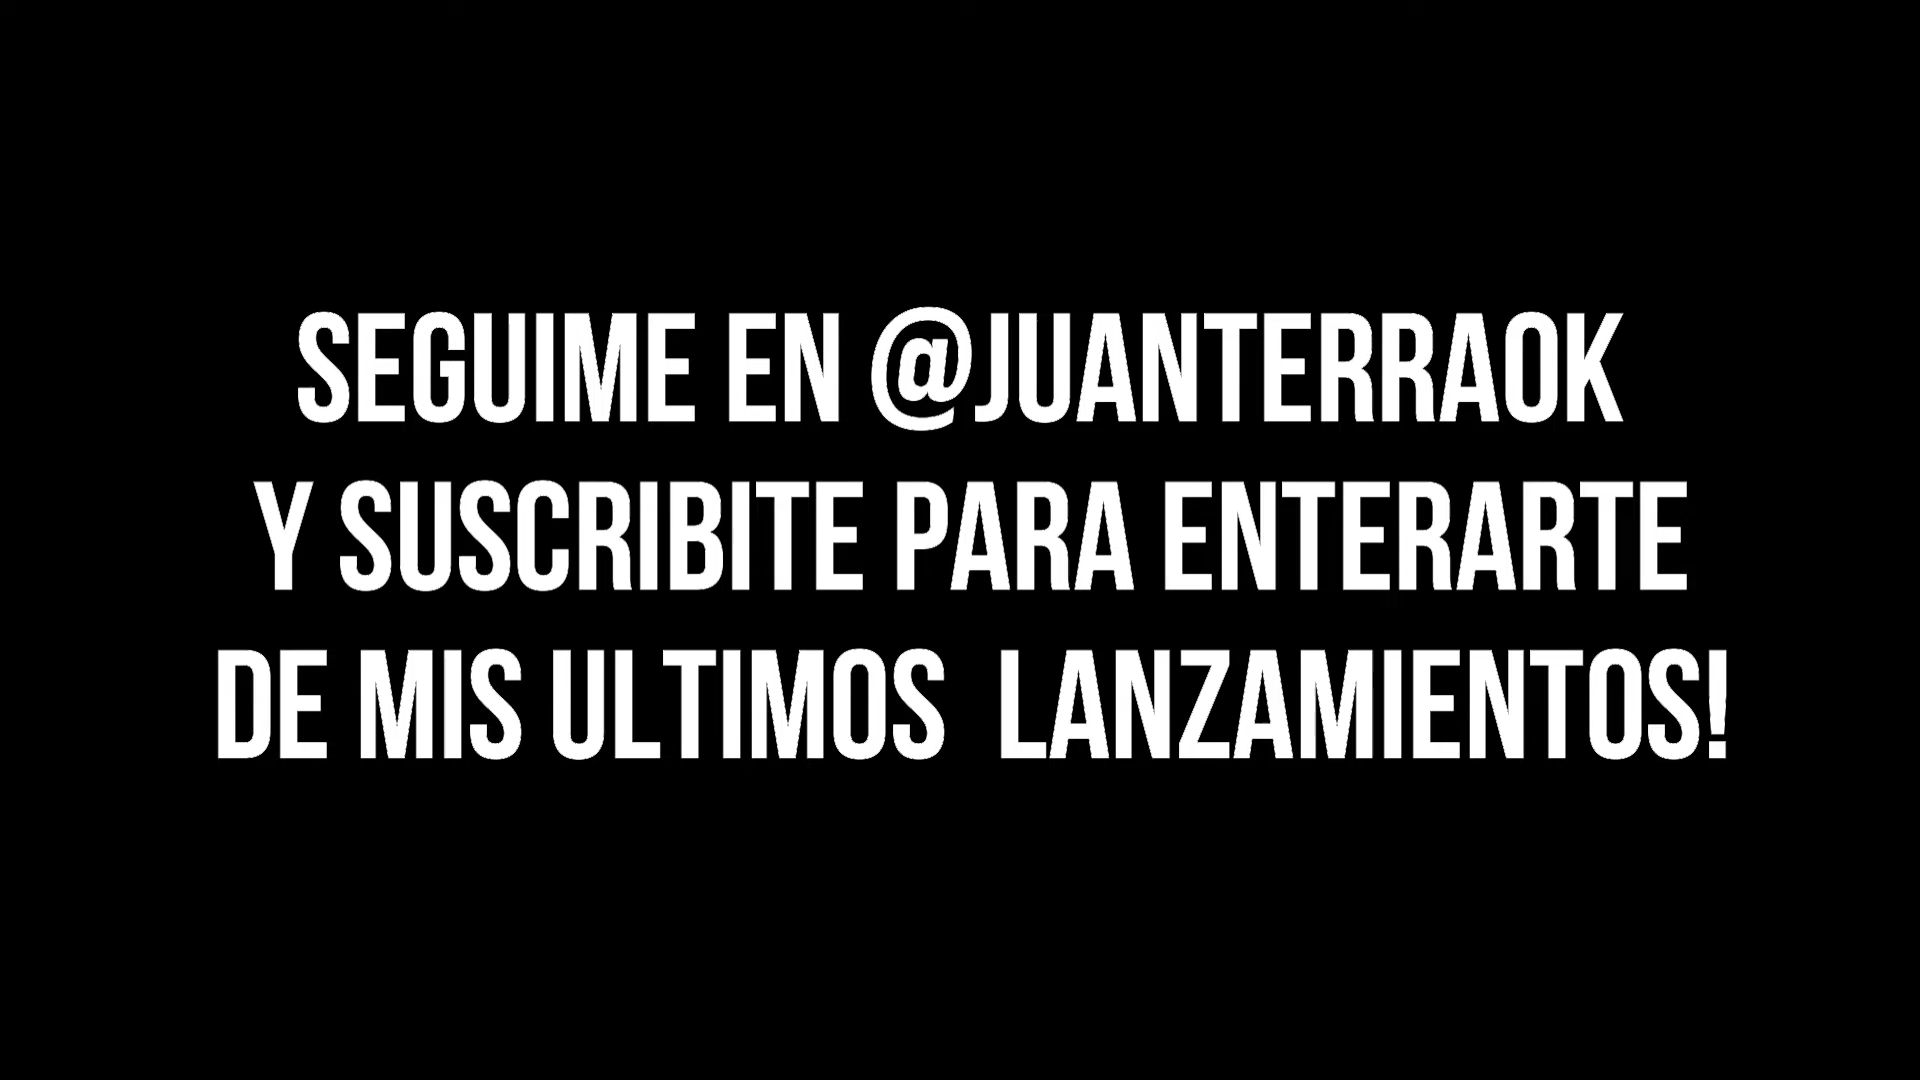 SEGUIME EN @JUANTERRAOK
Y SUSCRIBITE PARA ENTERARTE
DE MIS ULTIMOS  LANZAMIENTOS!